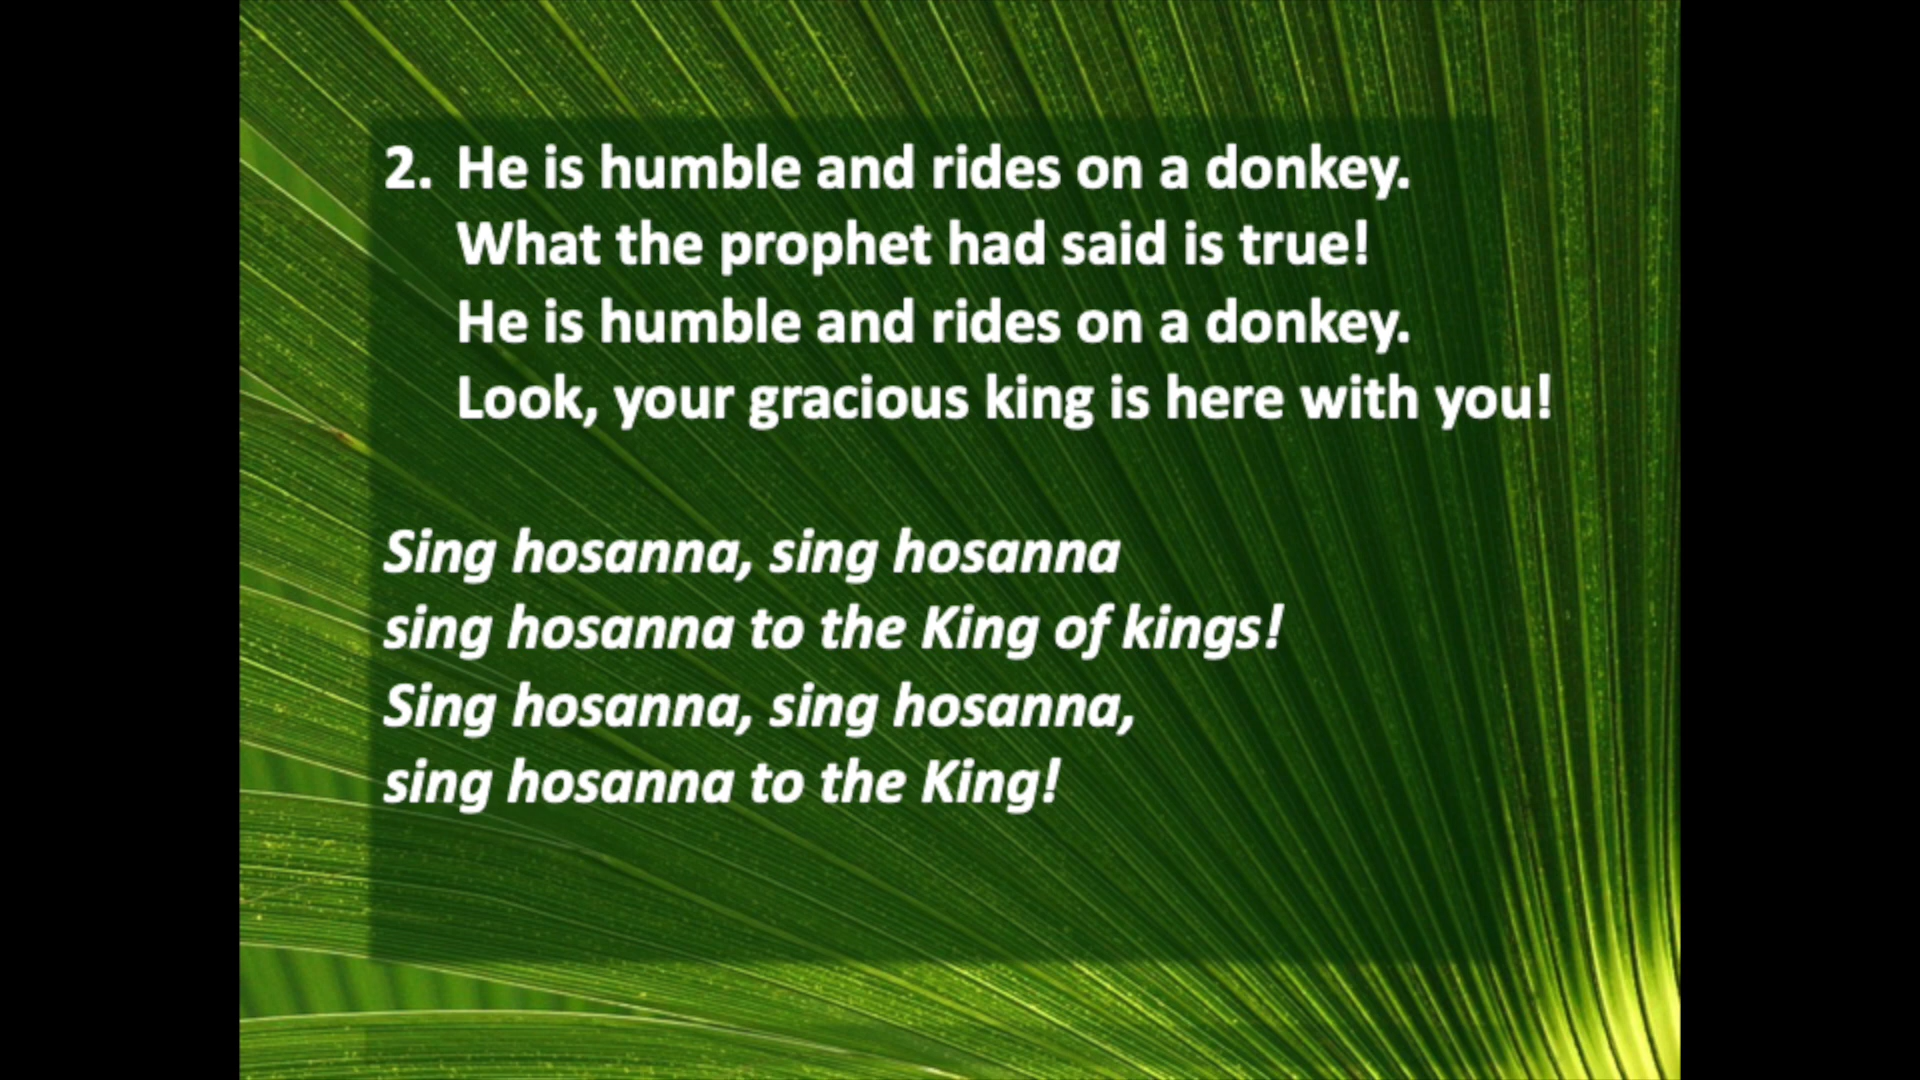 2. He is humble and rides on a donkey.
What the prophet had said is true!
He is humble and rides on a donkey.
Look, your gracious king is here with you!
Sing hosanna, sing hosanna
sing hosanna to the King of kings!
Sing hosanna, sing hosanna,
sing hosanna to the King!